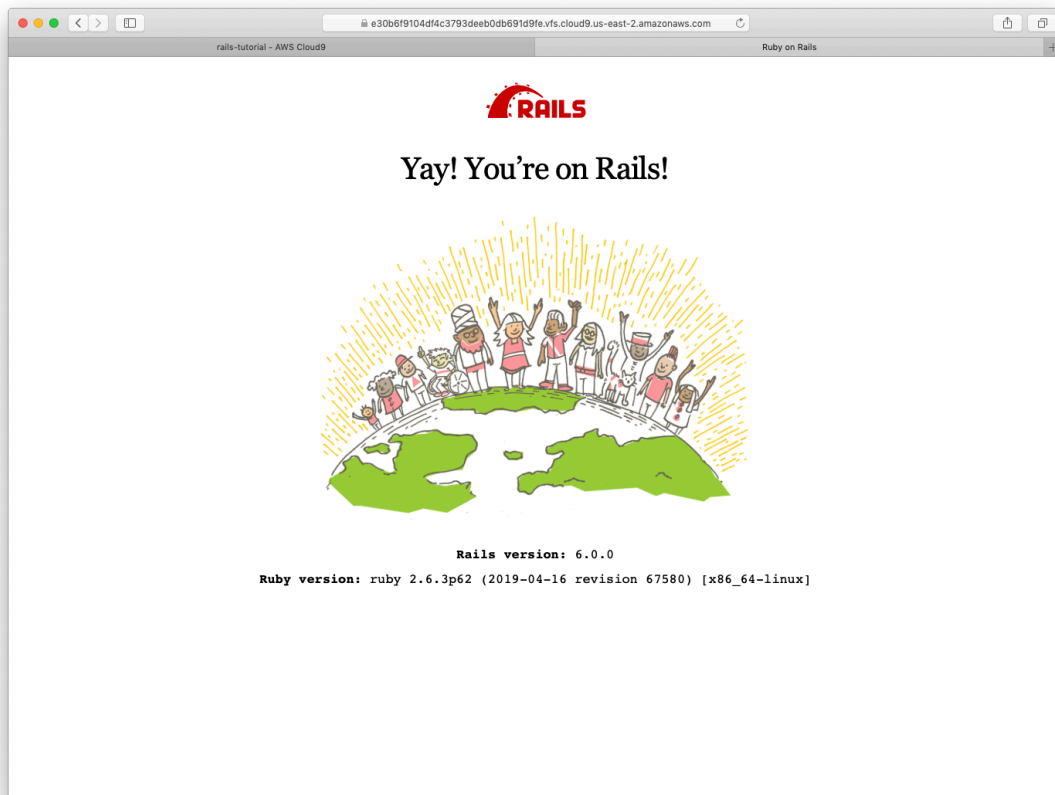 e30b6f9104df4c3793deeb0db691d9fe.vfs.cloud9.us-east-2.amazonaws.com
rails-tutorial – AWS Cloud9
Ruby on Rails
RAILS
Yay! You’re on Rails!
Rails version: 6.0.0
Ruby version: ruby 2.6.3p62 (2019-04-16 revision 67580) [x86_64-linux]